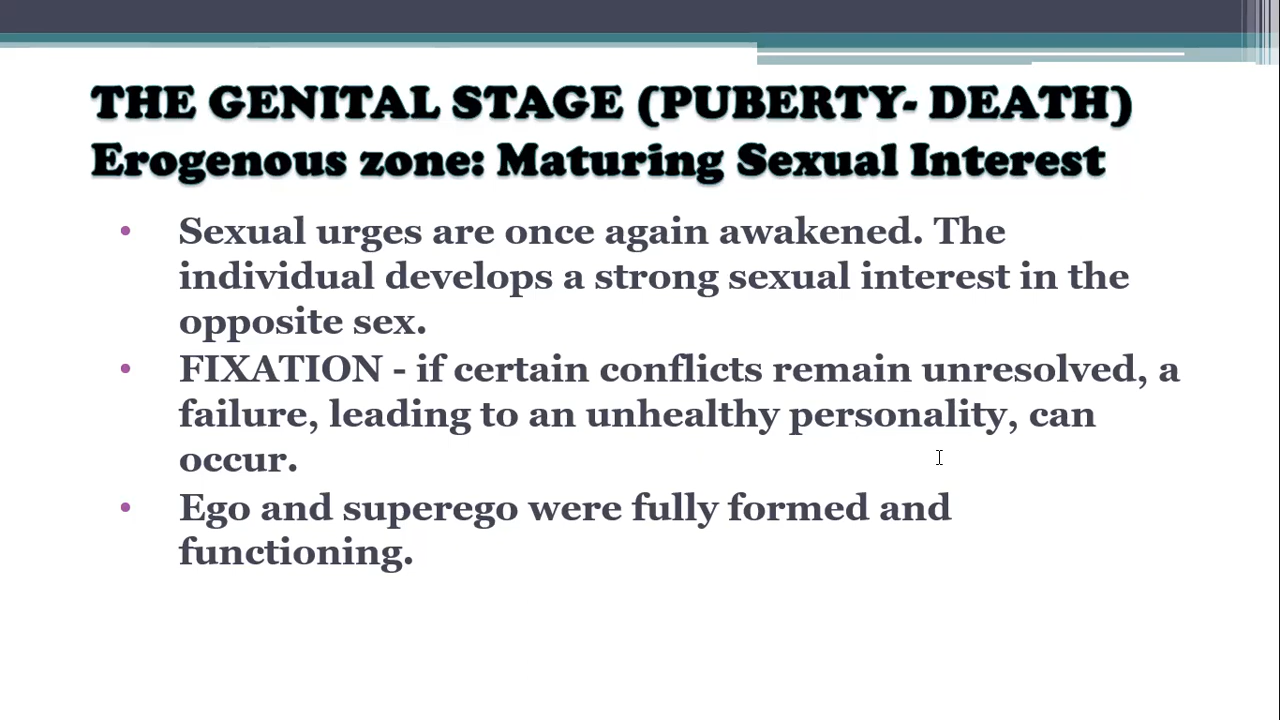 THE GENITAL STAGE (PUBERTY- DEATH)
Erogenous zone: Maturing Sexual Interest
• Sexual urges are once again awakened. The
individual develops a strong sexual interest in the
opposite sex.
• FIXATION - if certain conflicts remain unresolved, a
failure, leading to an unhealthy personality, can
occur.
• Ego and superego were fully formed and
functioning.